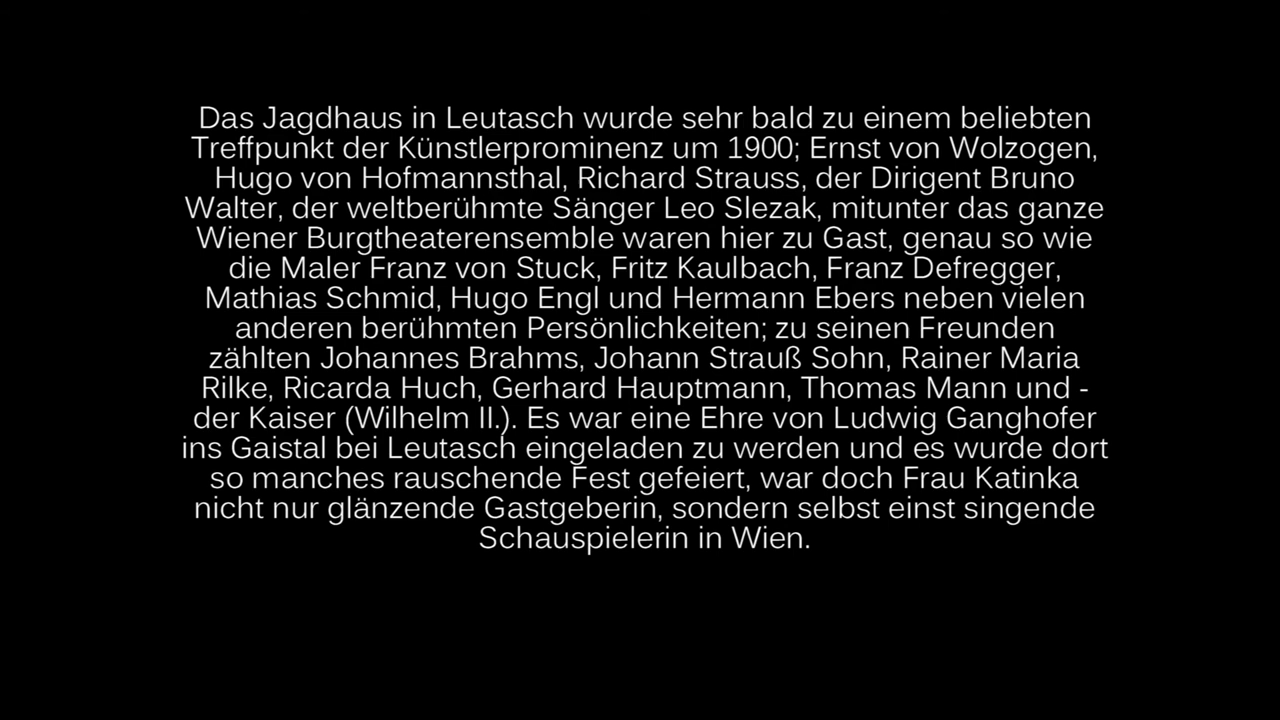 Das Jagdhaus in Leutasch wurde sehr bald zu einem beliebten
Treffpunkt der Künstlerprominenz um 1900; Ernst von Wolzogen,
Hugo von Hofmannsthal, Richard Strauss, der Dirigent Bruno
Walter, der weltberühmte Sänger Leo Slezak, mitunter das ganze
Wiener Burgtheaterensemble waren hier zu Gast, genau so wie
die Maler Franz von Stuck, Fritz Kaulbach, Franz Defregger,
Mathias Schmid, Hugo Engl und Hermann Ebers neben vielen
anderen berühmten Persönlichkeiten; zu seinen Freunden
zählten Johannes Brahms, Johann Strauß Sohn, Rainer Maria
Rilke, Ricarda Huch, Gerhard Hauptmann, Thomas Mann und -
der Kaiser (Wilhelm II.). Es war eine Ehre von Ludwig Ganghofer
ins Gaistal bei Leutasch eingeladen zu werden und es wurde dort
so manches rauschende Fest gefeiert, war doch Frau Katinka
nicht nur glänzende Gastgeberin, sondern selbst einst singende
Schauspielerin in Wien.